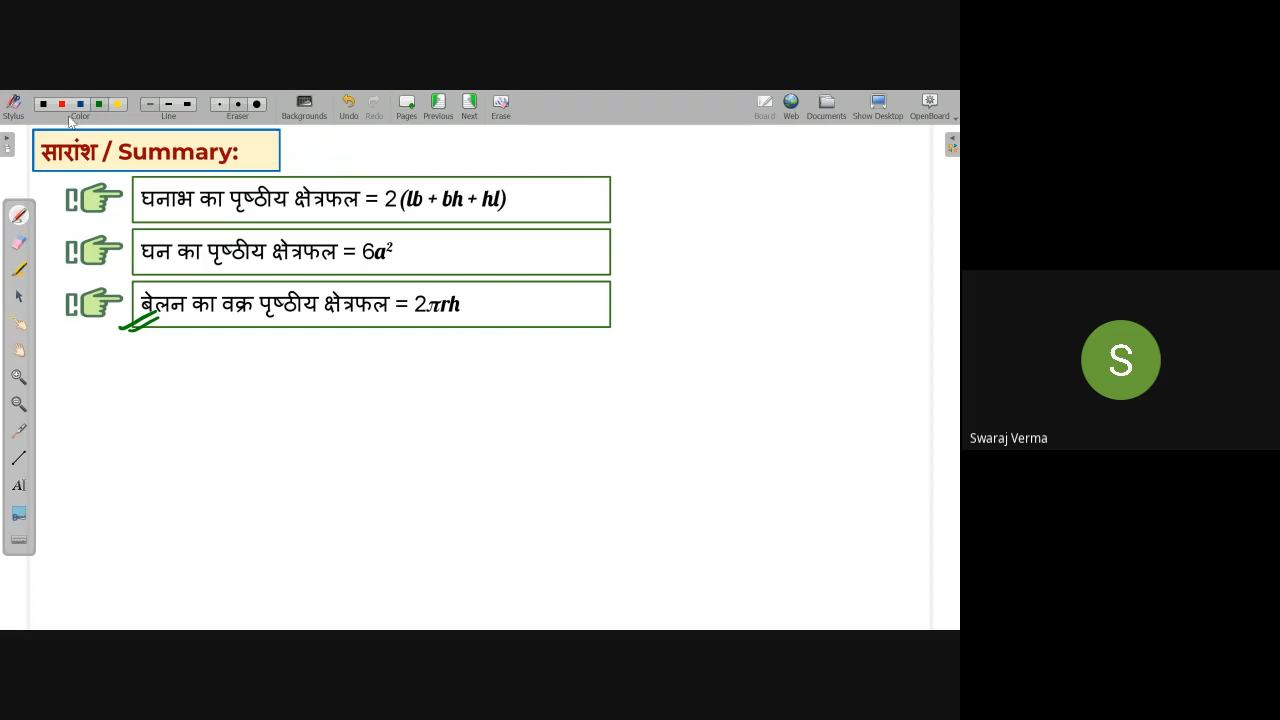 Stylus
Color
Line
Eraser
Backgrounds
Undo
Redo
Pages
Previous
Next
Erase
Board
Web
Documents
Show Desktop
OpenBoard
सारांश / Summary:
घनाभ का पृष्ठीय क्षेत्रफल = 2(lb + bh + hl)
घन का पृष्ठीय क्षेत्रफल = 6a²
बेलन का वक्र पृष्ठीय क्षेत्रफल = 2πrh
S
Swaraj Verma